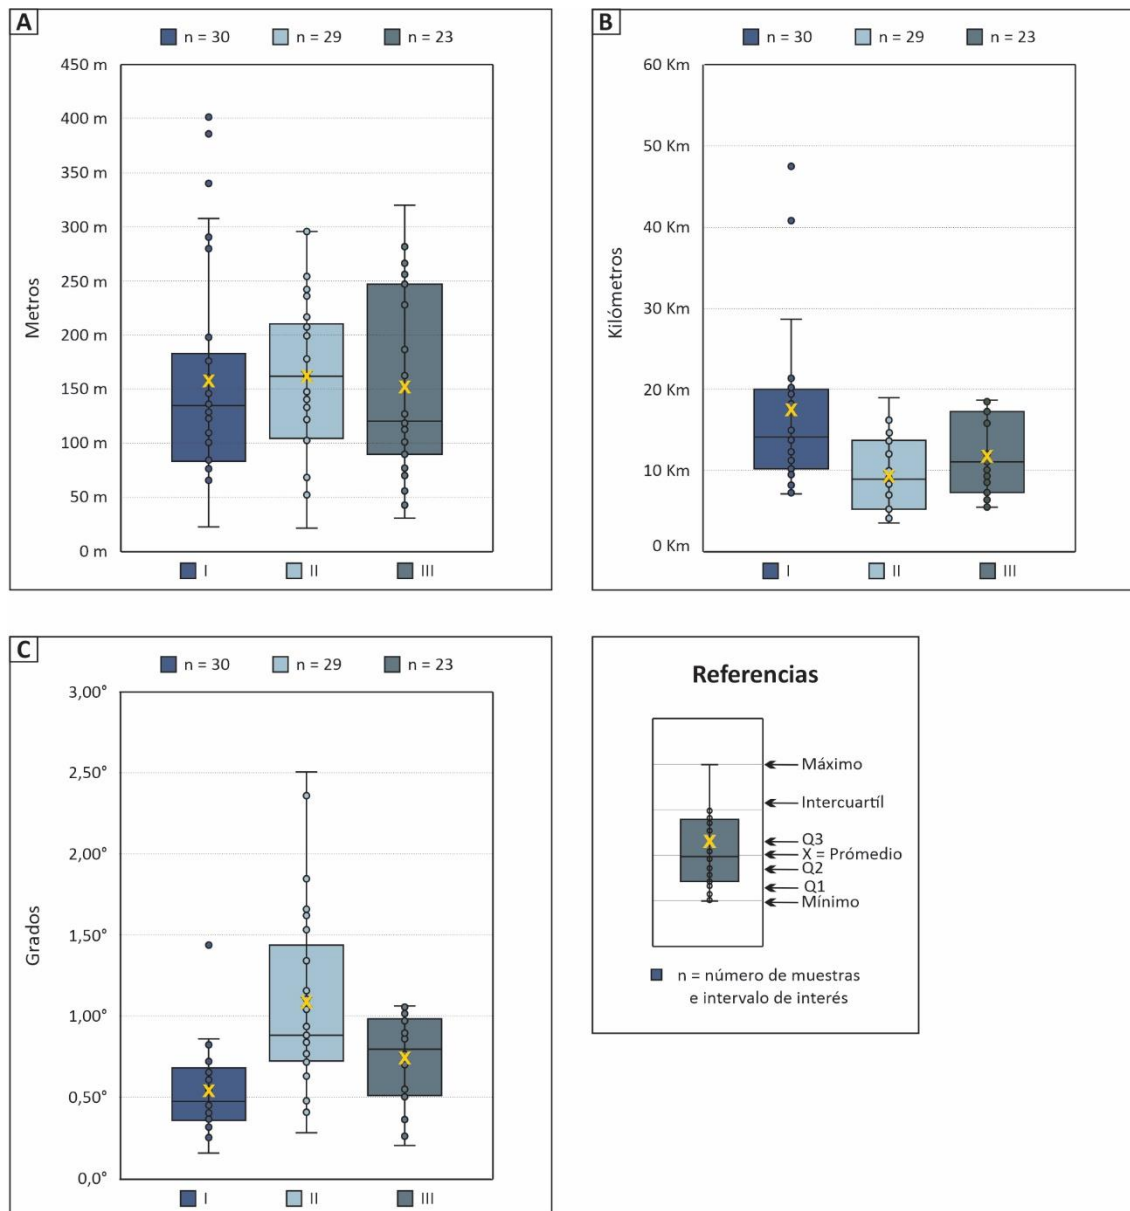 A
n = 30
n = 29
n = 23
450 m
400 m
350 m
300 m
250 m
200 m
150 m
100 m
50 m
0 m
Metros
I
II
III
B
n = 30
n = 29
n = 23
60 Km
50 Km
40 Km
30 Km
20 Km
10 Km
0 Km
Kilómetros
I
II
III
C
n = 30
n = 29
n = 23
3,00°
2,50°
2,00°
1,50°
1,00°
0,50°
0,0°
Grados
I
II
III
Referencias
Máximo
Intercuartíl
Q3
X = Prómedio
Q2
Q1
Mínimo
n = número de muestras
e intervalo de interés